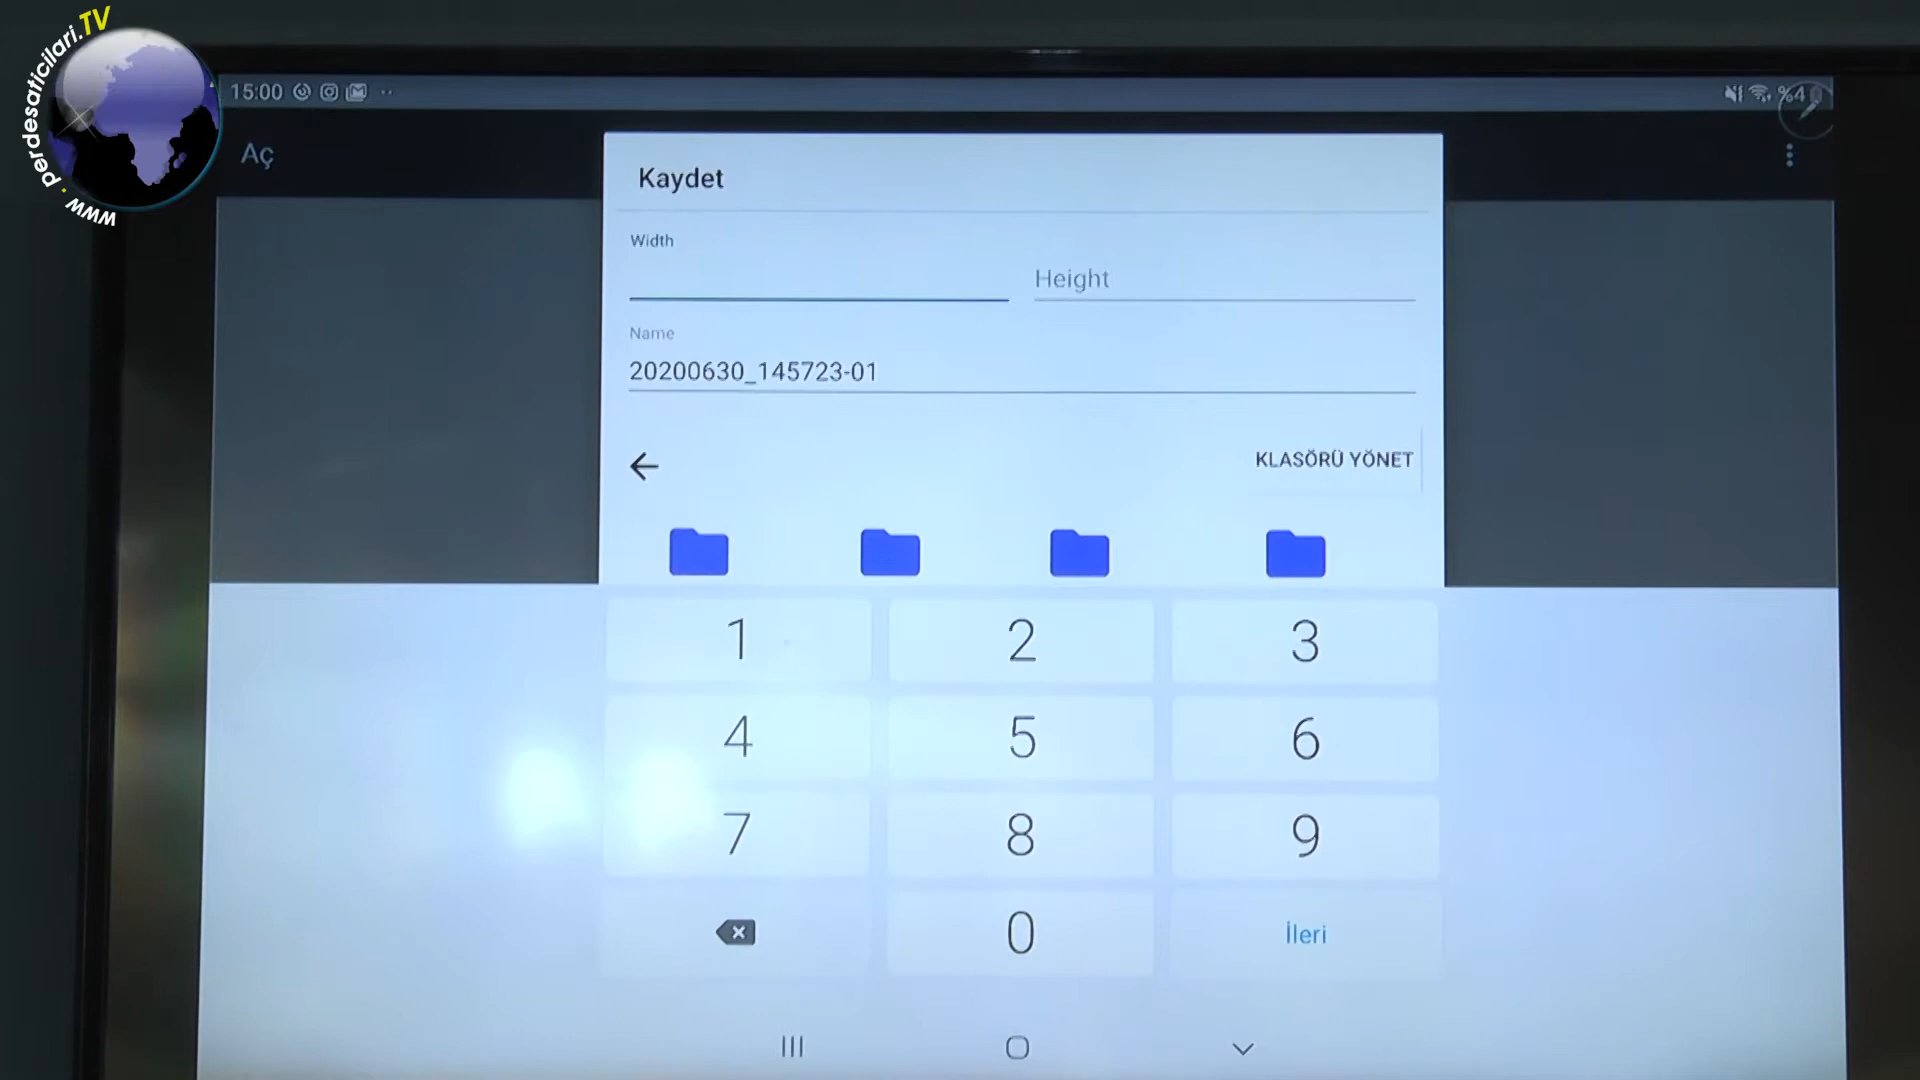 www.perdesaticilari.TV
15:00
%4
Aç
Kaydet
Width
Height
Name
20200630_145723-01
KLASÖRÜ YÖNET
1 2 3
4 5 6
7 8 9
0 İleri